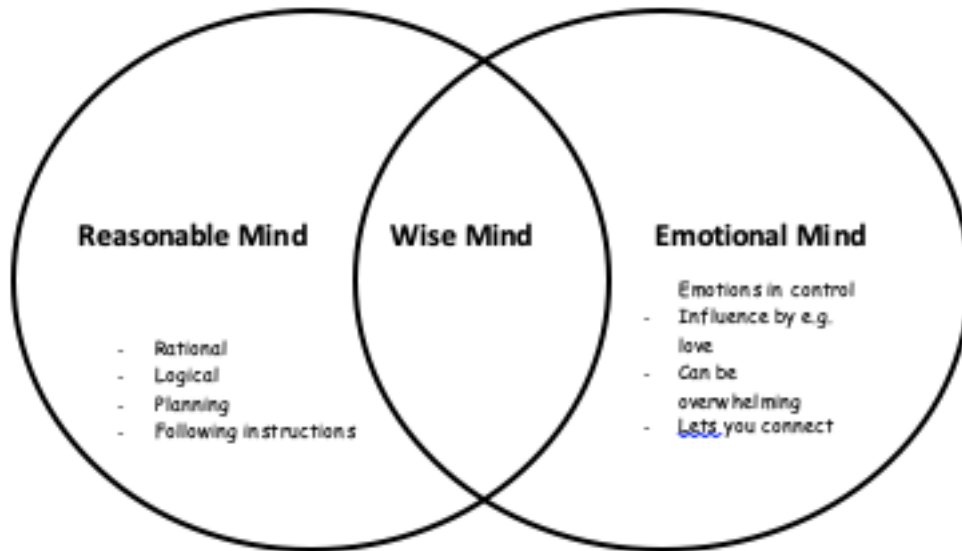 Reasonable Mind
- Rational
- Logical
- Planning
- Following instructions
Wise Mind
Emotional Mind
Emotions in control
- Influence by e.g.
love
- Can be
overwhelming
- Lets you connect